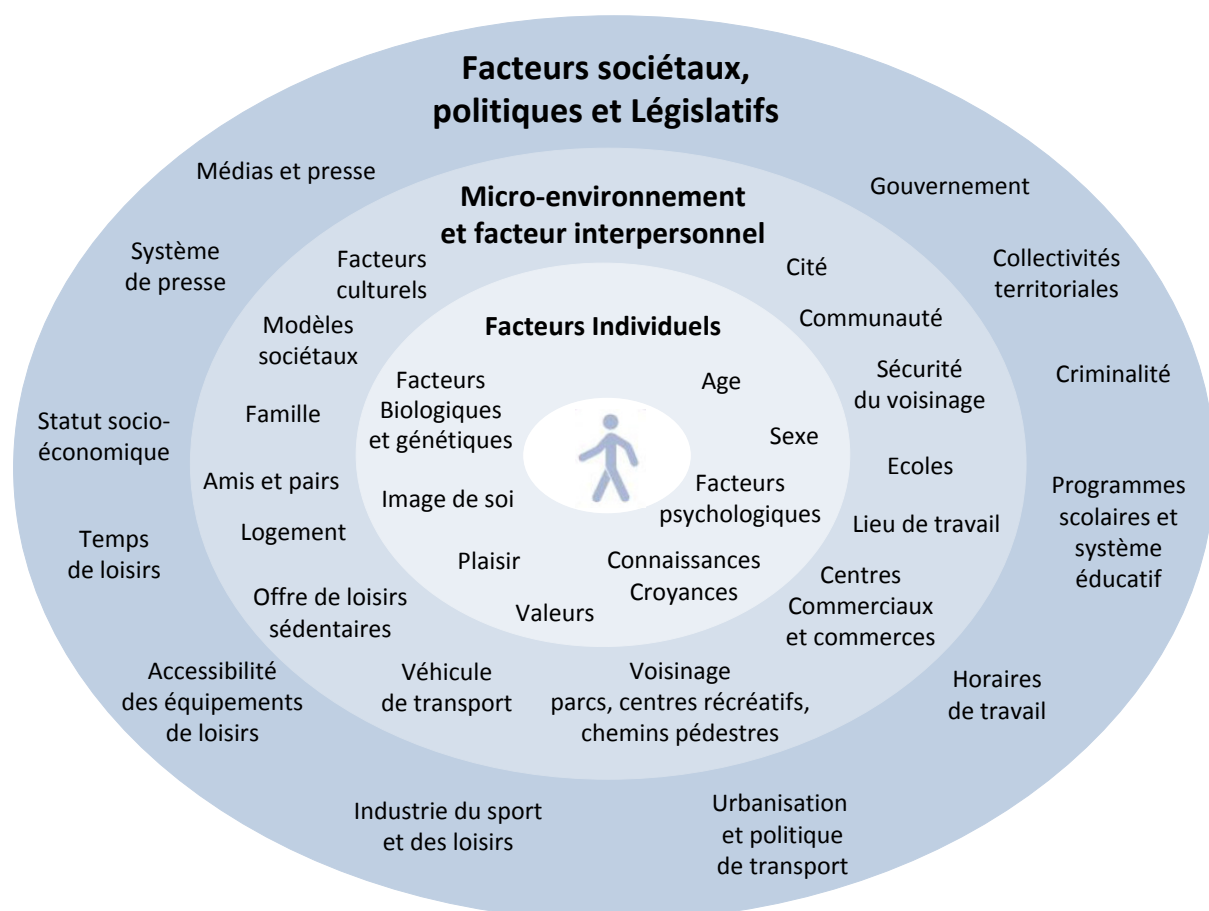 Facteurs sociétaux,
politiques et Législatifs
Médias et presse
Gouvernement
Système
de presse
Collectivités
territoriales
Criminalité
Statut socio-
économique
Programmes
scolaires et
système
éducatif
Temps
de loisirs
Accessibilité
des équipements
de loisirs
Horaires
de travail
Industrie du sport
et des loisirs
Urbanisation
et politique
de transport
Micro-environnement
et facteur interpersonnel
Facteurs
culturels
Cité
Modèles
sociétaux
Communauté
Famille
Sécurité
du voisinage
Amis et pairs
Ecoles
Logement
Lieu de travail
Offre de loisirs
sédentaires
Centres
Commerciaux
et commerces
Véhicule
de transport
Voisinage
parcs, centres récréatifs,
chemins pédestres
Facteurs Individuels
Facteurs
Biologiques
et génétiques
Age
Sexe
Image de soi
Facteurs
psychologiques
Plaisir
Connaissances
Croyances
Valeurs